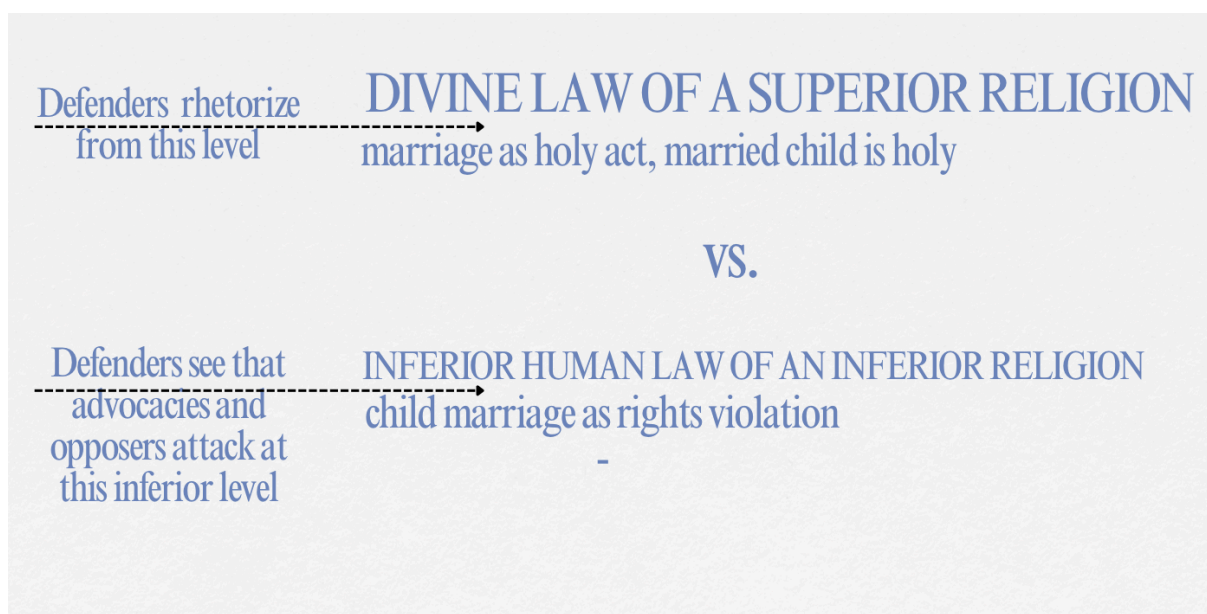 Defenders rhetorize
from this level
DIVINE LAW OF A SUPERIOR RELIGION
marriage as holy act, married child is holy
vs.
Defenders see that
advocacies and
opposers attack at
this inferior level
INFERIOR HUMAN LAW OF AN INFERIOR RELIGION
child marriage as rights violation
-